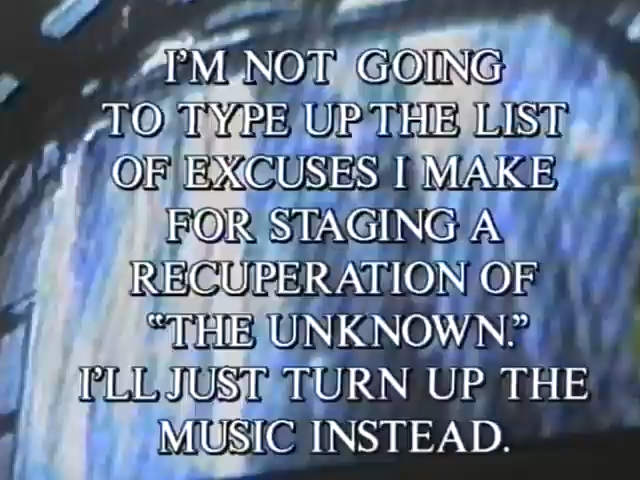 I'M NOT GOING
TO TYPE UP THE LIST
OF EXCUSES I MAKE
FOR STAGING A
RECUPERATION OF
“THE UNKNOWN.”
I'LL JUST TURN UP THE
MUSIC INSTEAD.